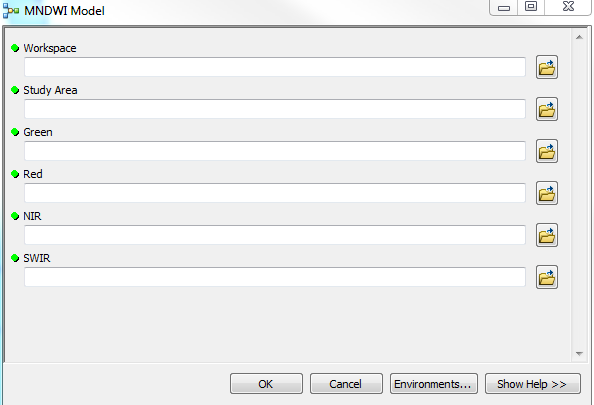 MNDWI Model
Workspace
Study Area
Green
Red
NIR
SWIR
OK Cancel Environments... Show Help >>